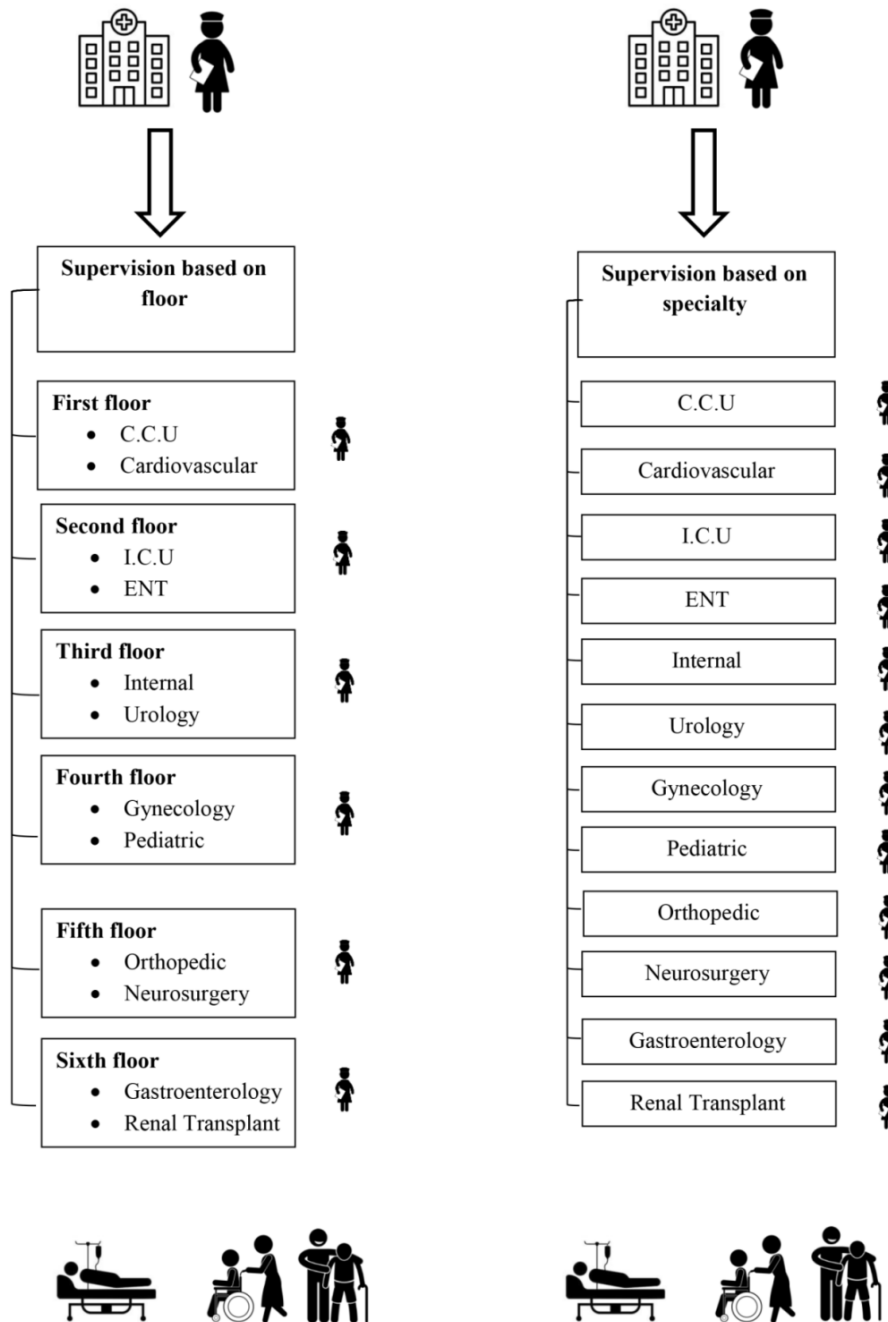 Supervision based on
floor
First floor
• C.C.U
• Cardiovascular
Second floor
• I.C.U
• ENT
Third floor
• Internal
• Urology
Fourth floor
• Gynecology
• Pediatric
Fifth floor
• Orthopedic
• Neurosurgery
Sixth floor
• Gastroenterology
• Renal Transplant
Supervision based on
specialty
C.C.U
Cardiovascular
I.C.U
ENT
Internal
Urology
Gynecology
Pediatric
Orthopedic
Neurosurgery
Gastroenterology
Renal Transplant